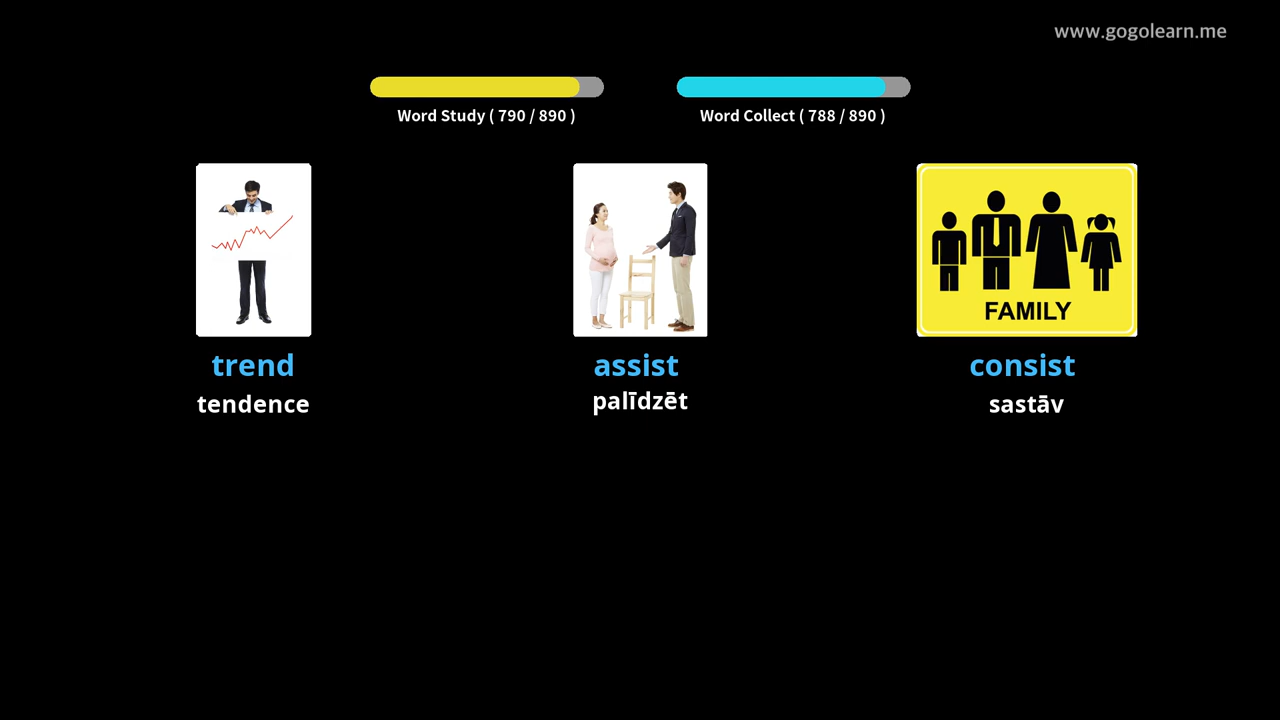 www.gogolearn.me
Word Study ( 790 / 890 )
Word Collect ( 788 / 890 )
FAMILY
trend
assist
consist
tendence
palīdzēt
sastāv